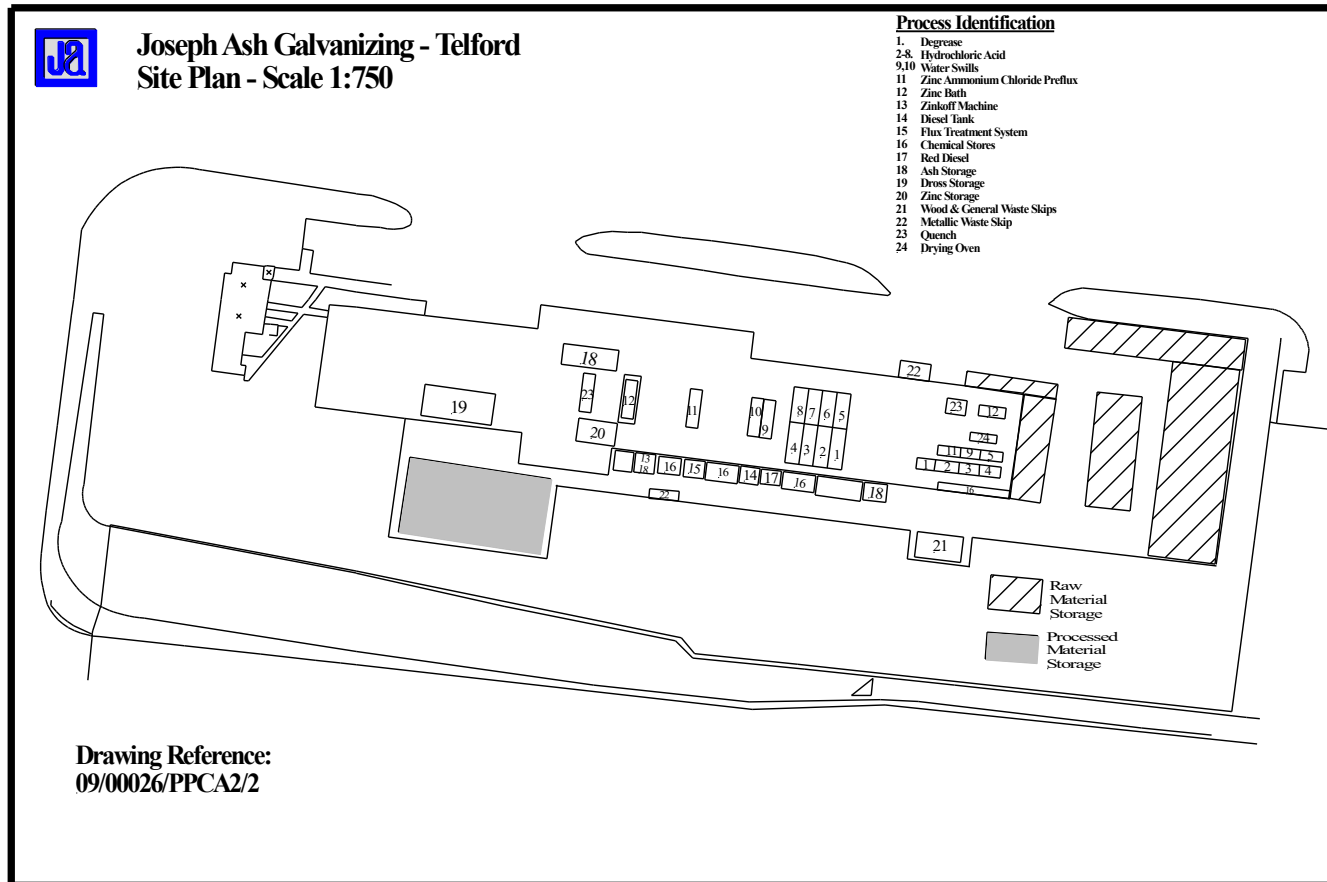 Ja
Joseph Ash Galvanizing - Telford
Site Plan - Scale 1:750
Process Identification
1. Degrease
2-8. Hydrochloric Acid
9,10 Water Swills
11 Zinc Ammonium Chloride Preflux
12 Zinc Bath
13 Zinkoff Machine
14 Diesel Tank
15 Flux Treatment System
16 Chemical Stores
17 Red Diesel
18 Ash Storage
19 Dross Storage
20 Zinc Storage
21 Wood & General Waste Skips
22 Metallic Waste Skip
23 Quench
24 Drying Oven
18
22
23
12
11
10
9
8 7 6 5
4 3 2 1
19
20
23
12
24
11 9 5
1 2 3 4
16
13
18
16
15
16
14
17
16
18
22
21
Raw
Material
Storage
Processed
Material
Storage
Drawing Reference:
09/00026/PPCA2/2